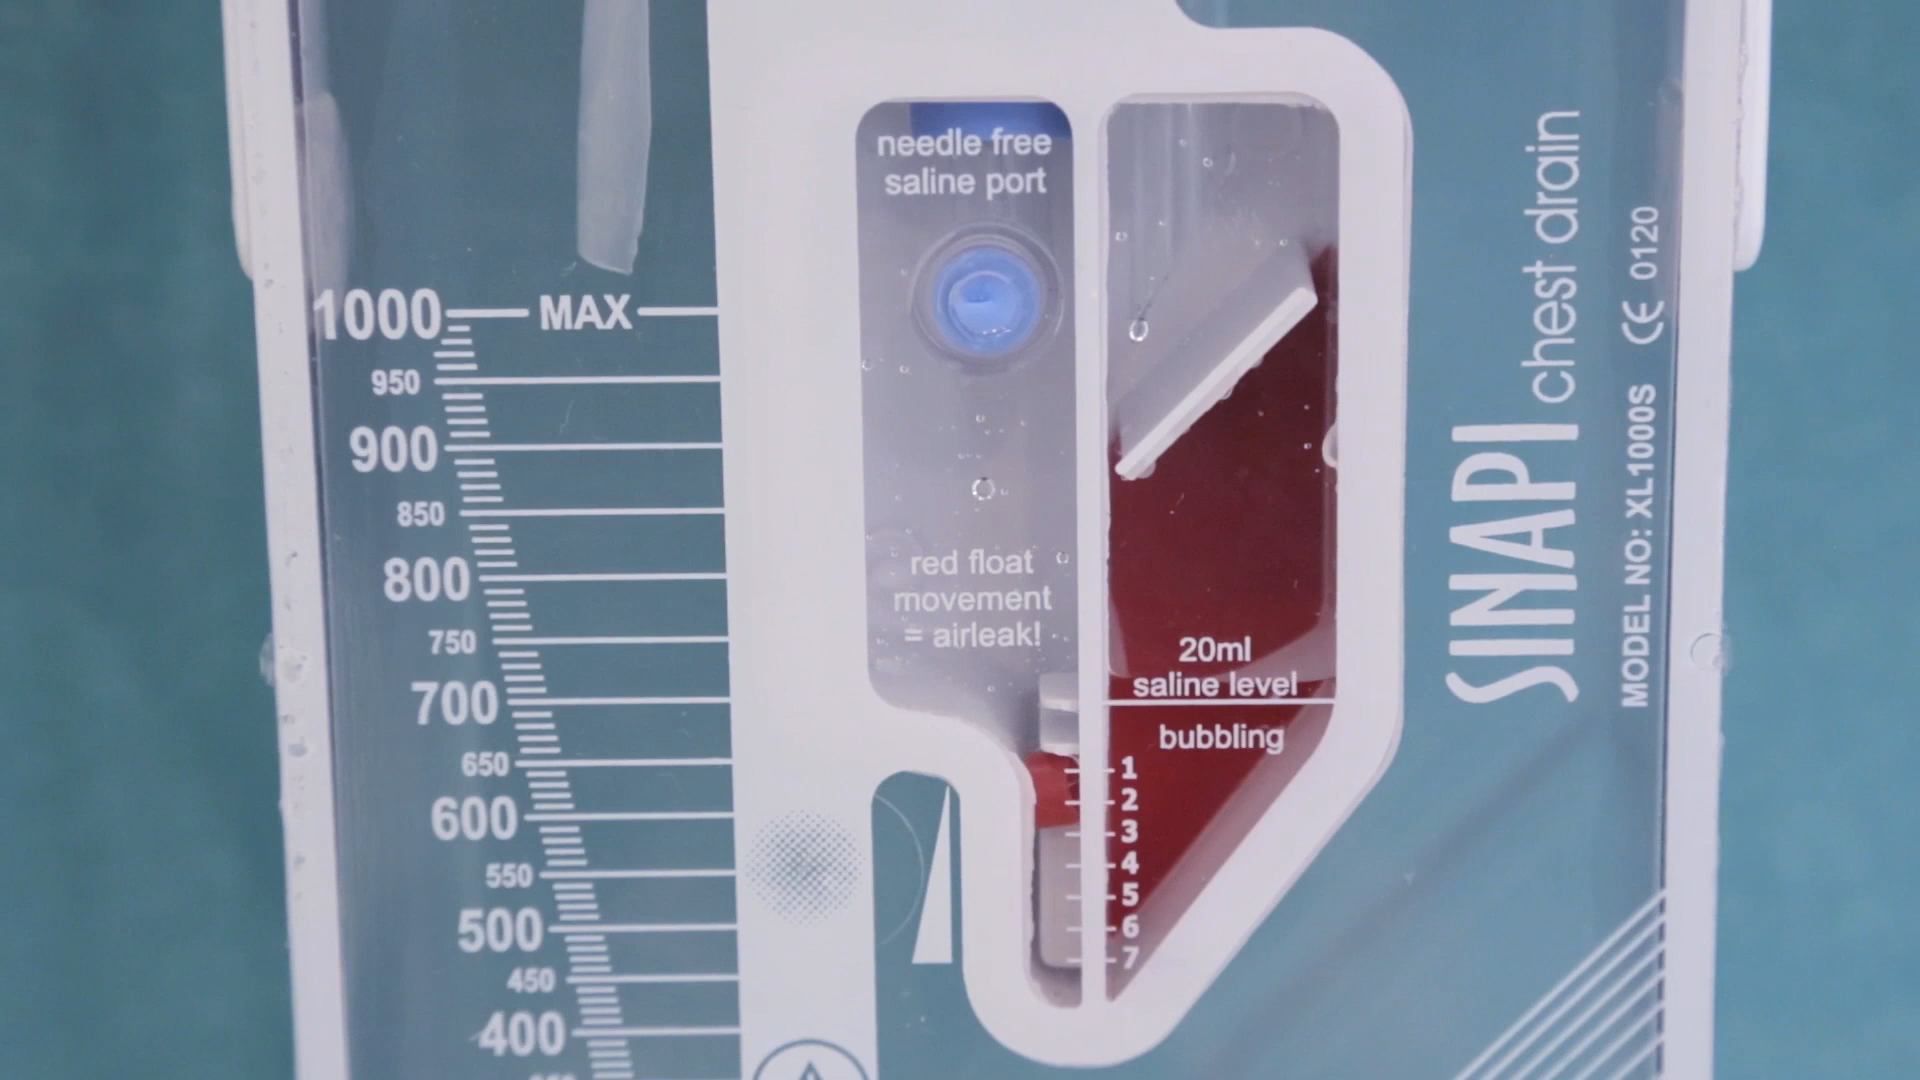 1000 MAX
950
900
850
800
750
700
650
600
550
500
450
400
needle free
saline port
red float
movement
= airleak!
20ml
saline level
bubbling
1
2
3
4
5
6
7
SINAPI chest drain
MODEL NO: XL1000S CE 0120